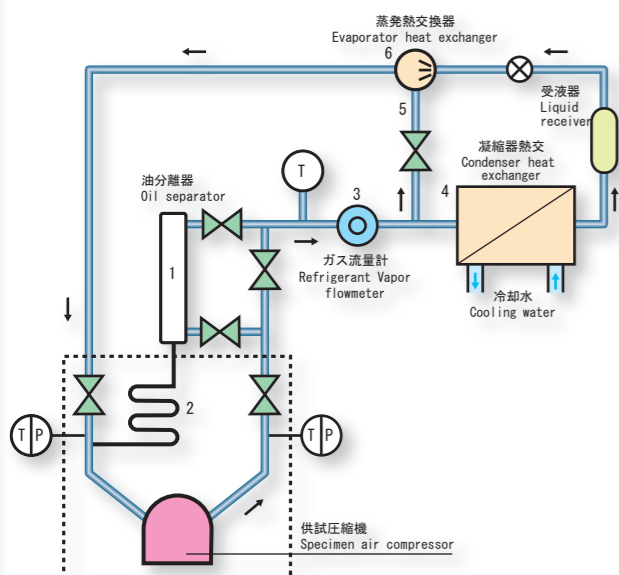 蒸発熱交換器
Evaporator heat exchanger
6
5
受液器
Liquid
receiver
凝縮器熱交
Condenser heat
exchanger
4
T
3
油分離器
Oil separator
1
ガス流量計
Refrigerant Vapor
flowmeter
冷却水
Cooling water
2
T P
T P
供試圧縮機
Specimen air compressor